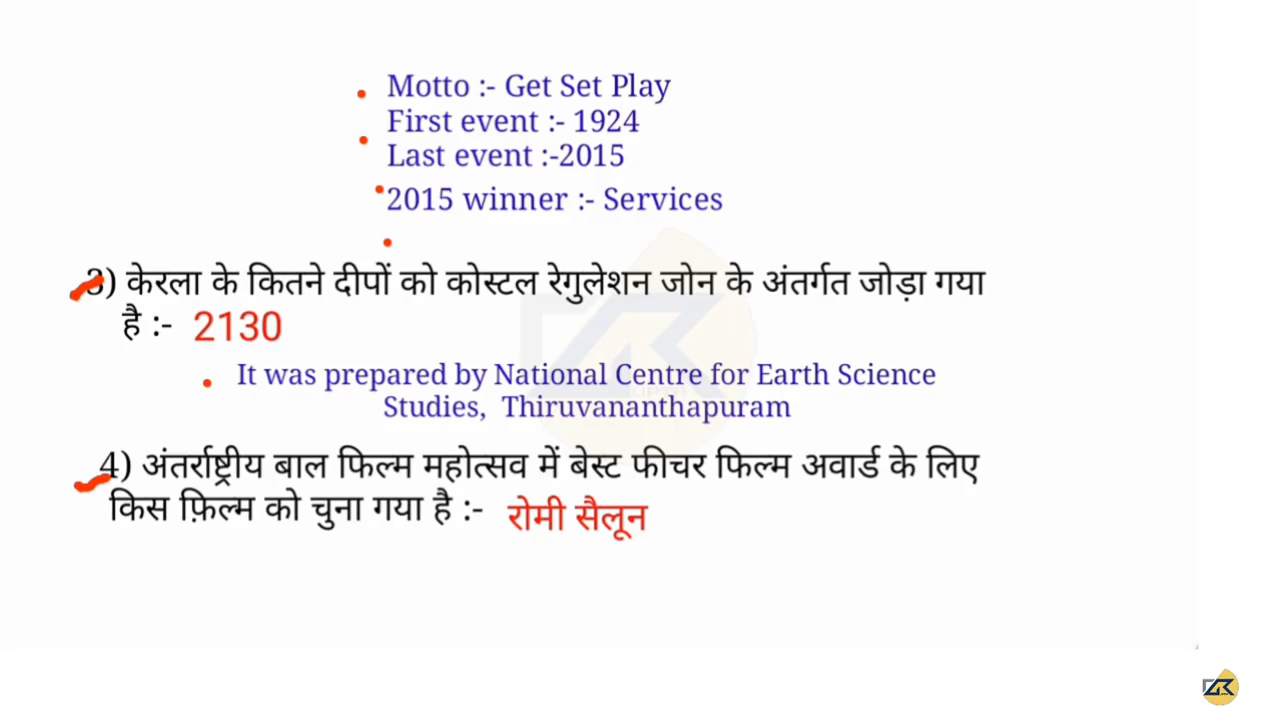 Motto :- Get Set Play
First event :- 1924
Last event :-2015
2015 winner :- Services
3) केरला के कितने दीपों को कोस्टल रेगुलेशन जोन के अंतर्गत जोड़ा गया
है :- 2130
It was prepared by National Centre for Earth Science
Studies, Thiruvananthapuram
4) अंतर्राष्ट्रीय बाल फिल्म महोत्सव में बेस्ट फीचर फिल्म अवार्ड के लिए
किस फ़िल्म को चुना गया है :- रोमी सैलून